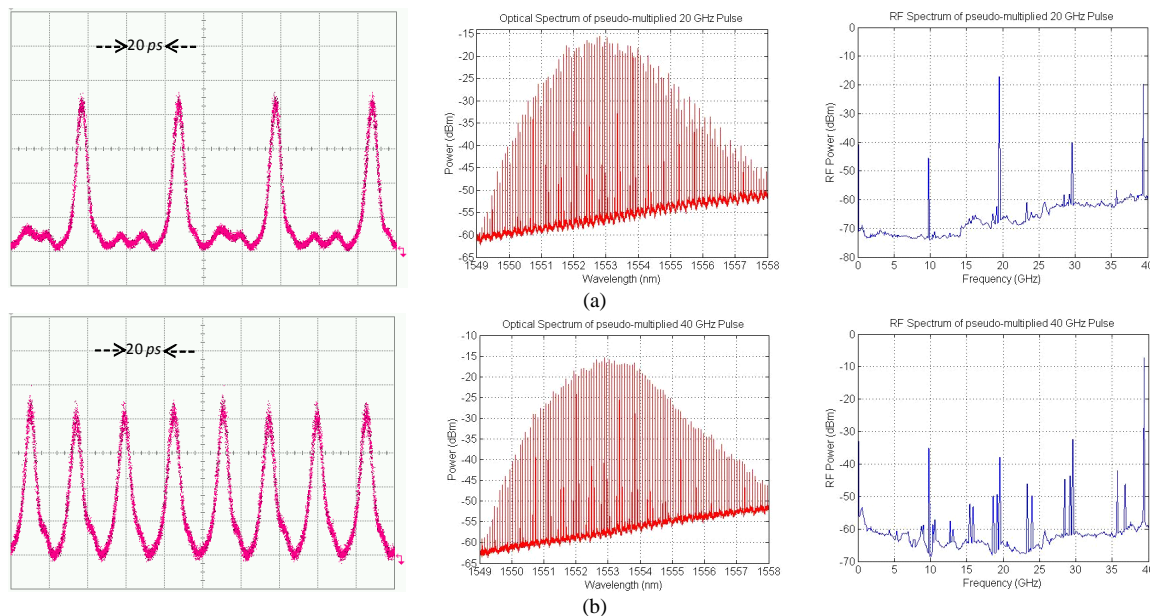 20 ps
Optical Spectrum of pseudo-multiplied 20 GHz Pulse
-15
-20
-25
-30
-35
-40
-45
-50
-55
-60
-65
Power (dBm)
1549 1550 1551 1552 1553 1554 1555 1556 1557 1558
Wavelength (nm)
RF Spectrum of pseudo-multiplied 20 GHz Pulse
0
-10
-20
-30
-40
-50
-60
-70
-80
RF Power (dBm)
0 5 10 15 20 25 30 35 40
Frequency (GHz)
(a)
20 ps
Optical Spectrum of pseudo-multiplied 40 GHz Pulse
-10
-15
-20
-25
-30
-35
-40
-45
-50
-55
-60
-65
Power (dBm)
1549 1550 1551 1552 1553 1554 1555 1556 1557 1558
Wavelength (nm)
RF Spectrum of pseudo-multiplied 40 GHz Pulse
0
-10
-20
-30
-40
-50
-60
-70
RF Power (dBm)
0 5 10 15 20 25 30 35 40
Frequency (GHz)
(b)